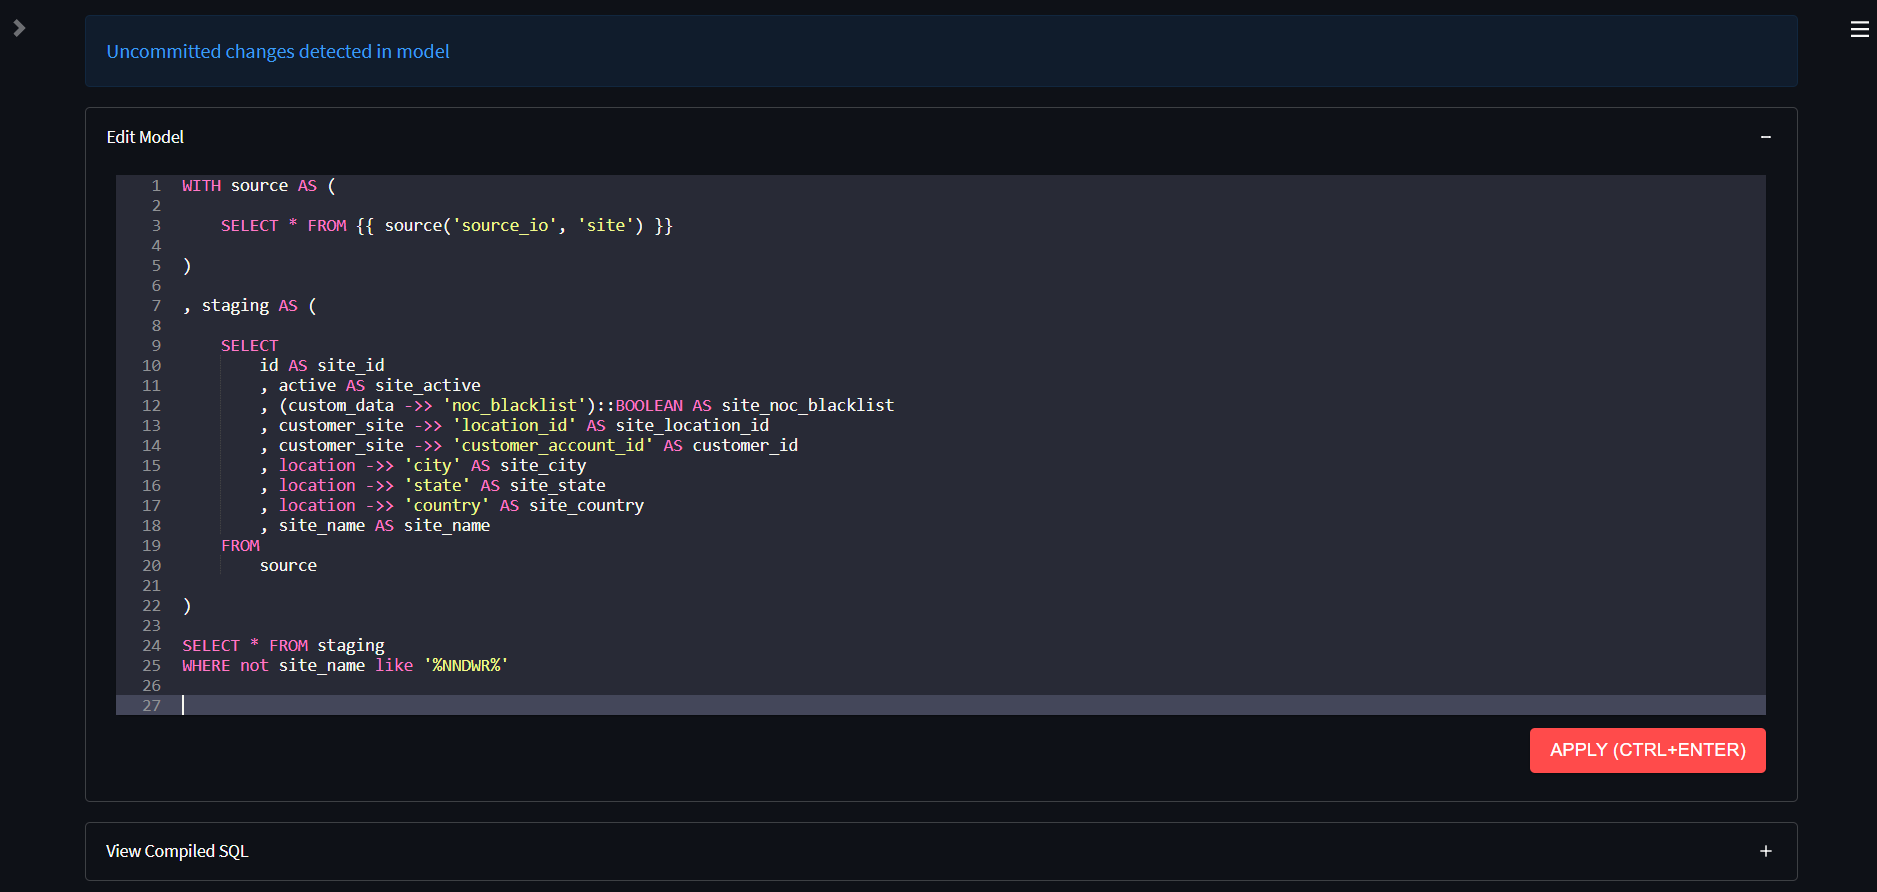 Uncommitted changes detected in model
Edit Model
1 WITH source AS (
2
3     SELECT * FROM {{ source('source_io', 'site') }}
4
5 )
6
7 , staging AS (
8
9     SELECT
10         id AS site_id
11         , active AS site_active
12         , (custom_data ->> 'noc_blacklist')::BOOLEAN AS site_noc_blacklist
13         , customer_site ->> 'location_id' AS site_location_id
14         , customer_site ->> 'customer_account_id' AS customer_id
15         , location ->> 'city' AS site_city
16         , location ->> 'state' AS site_state
17         , location ->> 'country' AS site_country
18         , site_name AS site_name
19     FROM
20         source
21
22 )
23
24 SELECT * FROM staging
25 WHERE not site_name like '%NNDWR%'
26
27
APPLY (CTRL+ENTER)
View Compiled SQL